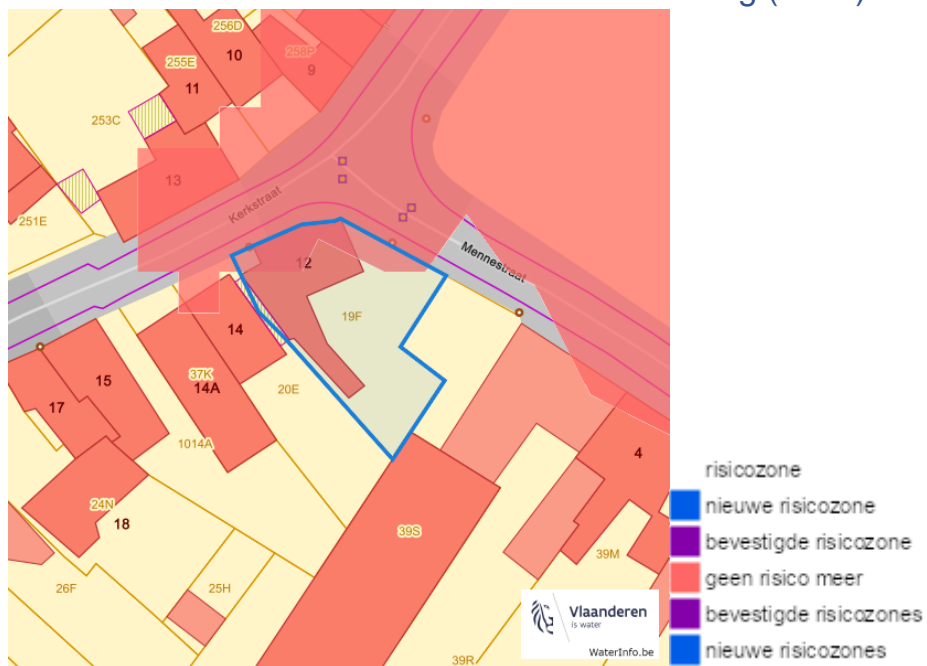 256D
10
258P
9
255E
11
253C
13
Kerkstraat
251E
Mennestraat
12
19F
14
37K
14A
20E
15
17
1014A
4
24N
18
39S
39M
26F
25H
39R
Vlaanderen
is water
WaterInfo.be
risicozone
nieuwe risicozone
bevestigde risicozone
geen risico meer
bevestigde risicozones
nieuwe risicozones